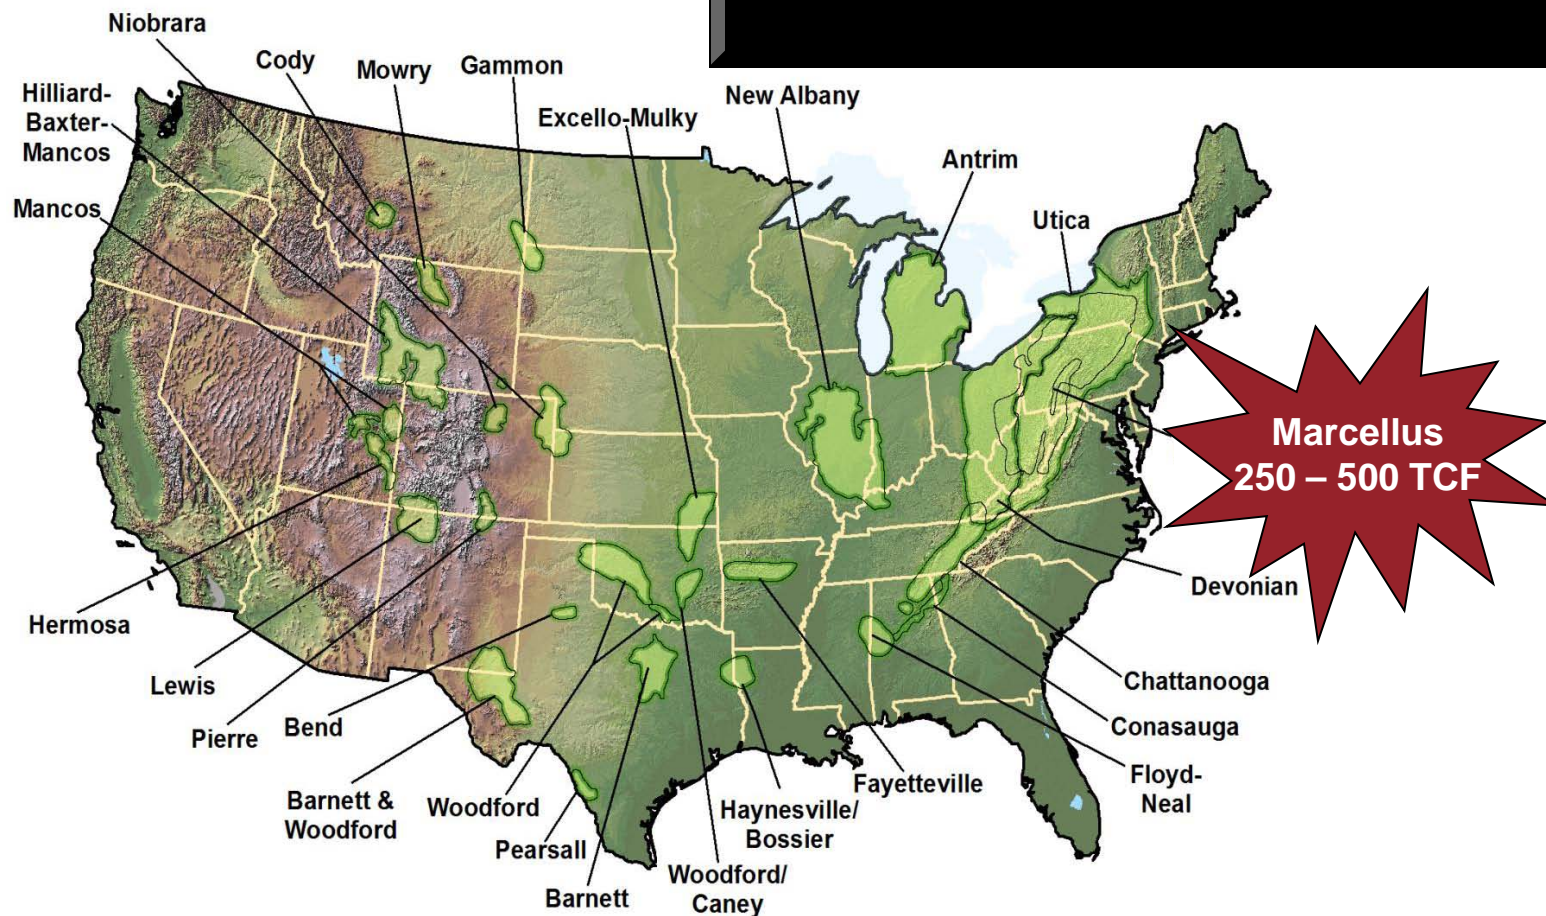 Niobrara
Cody
Mowry
Gammon
Hilliard-
Baxter-
Mancos
Excello-Mulky
New Albany
Antrim
Mancos
Utica
Marcellus
250 – 500 TCF
Devonian
Hermosa
Lewis
Pierre
Bend
Chattanooga
Conasauga
Floyd-
Neal
Barnett &
Woodford
Woodford
Pearsall
Barnett
Woodford/
Caney
Haynesville/
Bossier
Fayetteville